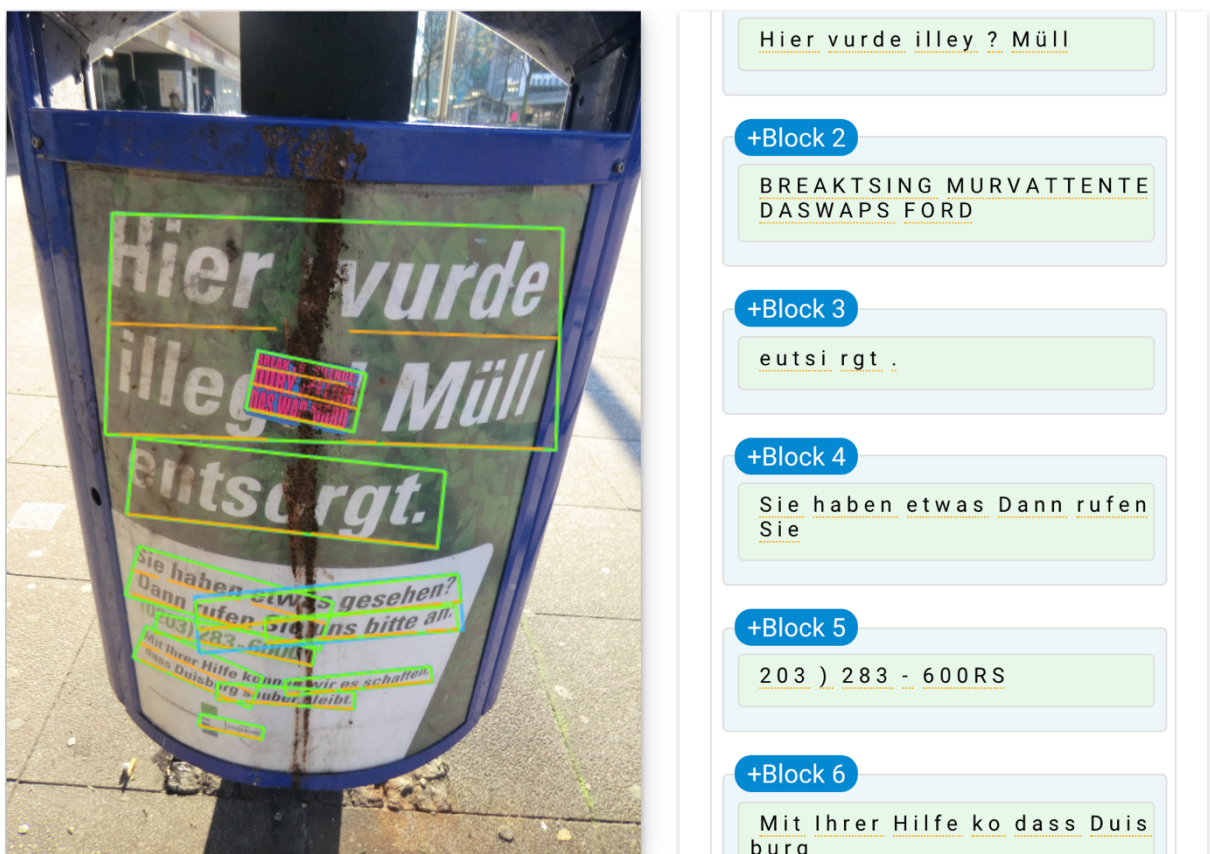 Hier vurde
illeg Müll
entsorgt.
Sie haben etwas gesehen?
Dann rufen Sie uns bitte an.
(0203) 283-6000
Mit Ihrer Hilfe können wir es schaffen,
dass Duisburg sauber bleibt.
Hier vurde illey ? Müll
+Block 2
BREAKTSING MURVATTENTE
DASWAPS FORD
+Block 3
eutsi rgt .
+Block 4
Sie haben etwas Dann rufen
Sie
+Block 5
203 ) 283 - 600RS
+Block 6
Mit Ihrer Hilfe ko dass Duis
burg